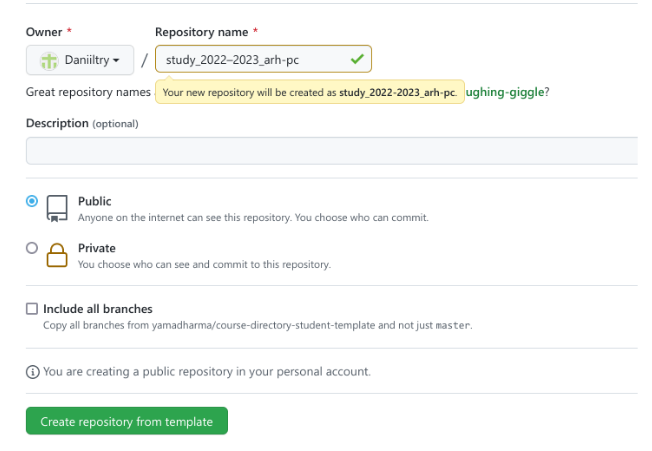 Owner * Repository name *
Daniiltry / study_2022–2023_arh-pc
Great repository names Your new repository will be created as study_2022-2023_arh-pc. ughing-giggle?
Description (optional)
Public
Anyone on the internet can see this repository. You choose who can commit.
Private
You choose who can see and commit to this repository.
Include all branches
Copy all branches from yamadharma/course-directory-student-template and not just master.
You are creating a public repository in your personal account.
Create repository from template